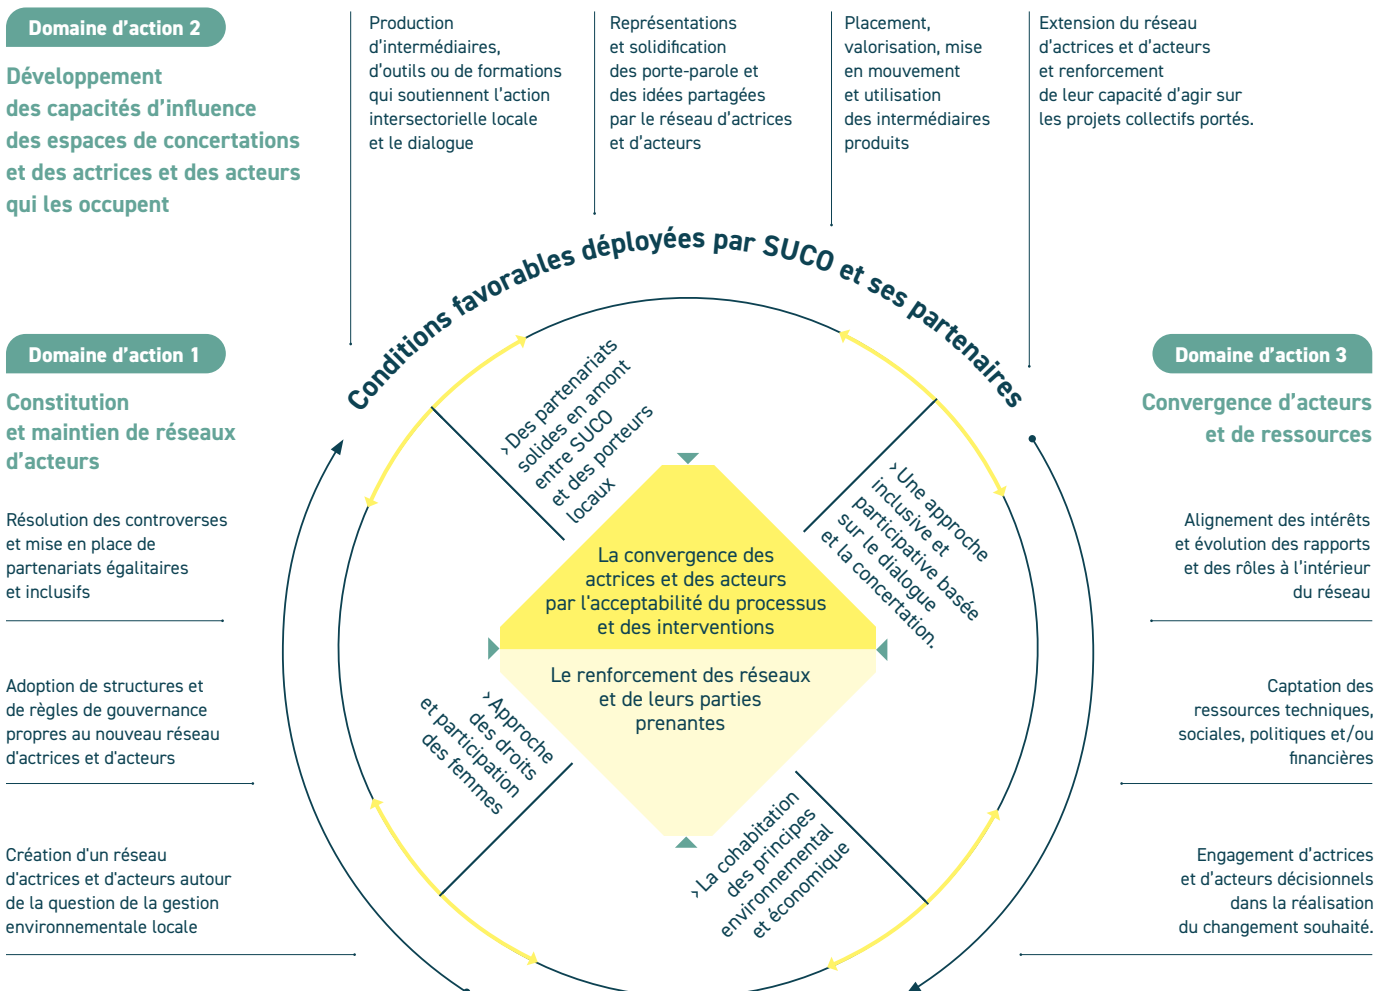 Domaine d’action 2
Développement
des capacités d’influence
des espaces de concertations
et des actrices et des acteurs
qui les occupent
Production
d’intermédiaires,
d’outils ou de formations
qui soutiennent l’action
intersectorielle locale
et le dialogue
Représentations
et solidification
des porte-parole et
des idées partagées
par le réseau d’actrices
et d’acteurs
Placement,
valorisation, mise
en mouvement
et utilisation
des intermédiaires
produits
Extension du réseau
d’actrices et d’acteurs
et renforcement
de leur capacité d’agir sur
les projets collectifs portés.
Conditions favorables déployées par SUCO et ses partenaires
Domaine d’action 1
Constitution
et maintien de réseaux
d’acteurs
Résolution des controverses
et mise en place de
partenariats égalitaires
et inclusifs
Adoption de structures et
de règles de gouvernance
propres au nouveau réseau
d'actrices et d'acteurs
Création d'un réseau
d'actrices et d'acteurs autour
de la question de la gestion
environnementale locale
› Des partenariats
solides en amont
entre SUCO
et des porteurs
locaux
› Une approche
inclusive et
participative basée
sur le dialogue
et la concertation.
La convergence des
actrices et des acteurs
par l'acceptabilité du processus
et des interventions
Le renforcement des réseaux
et de leurs parties
prenantes
› Approche
des droits
et participation
des femmes
› La cohabitation
des principes
environnemental
et économique
Domaine d’action 3
Convergence d’acteurs
et de ressources
Alignement des intérêts
et évolution des rapports
et des rôles à l’intérieur
du réseau
Captation des
ressources techniques,
sociales, politiques et/ou
financières
Engagement d’actrices
et d’acteurs décisionnels
dans la réalisation
du changement souhaité.